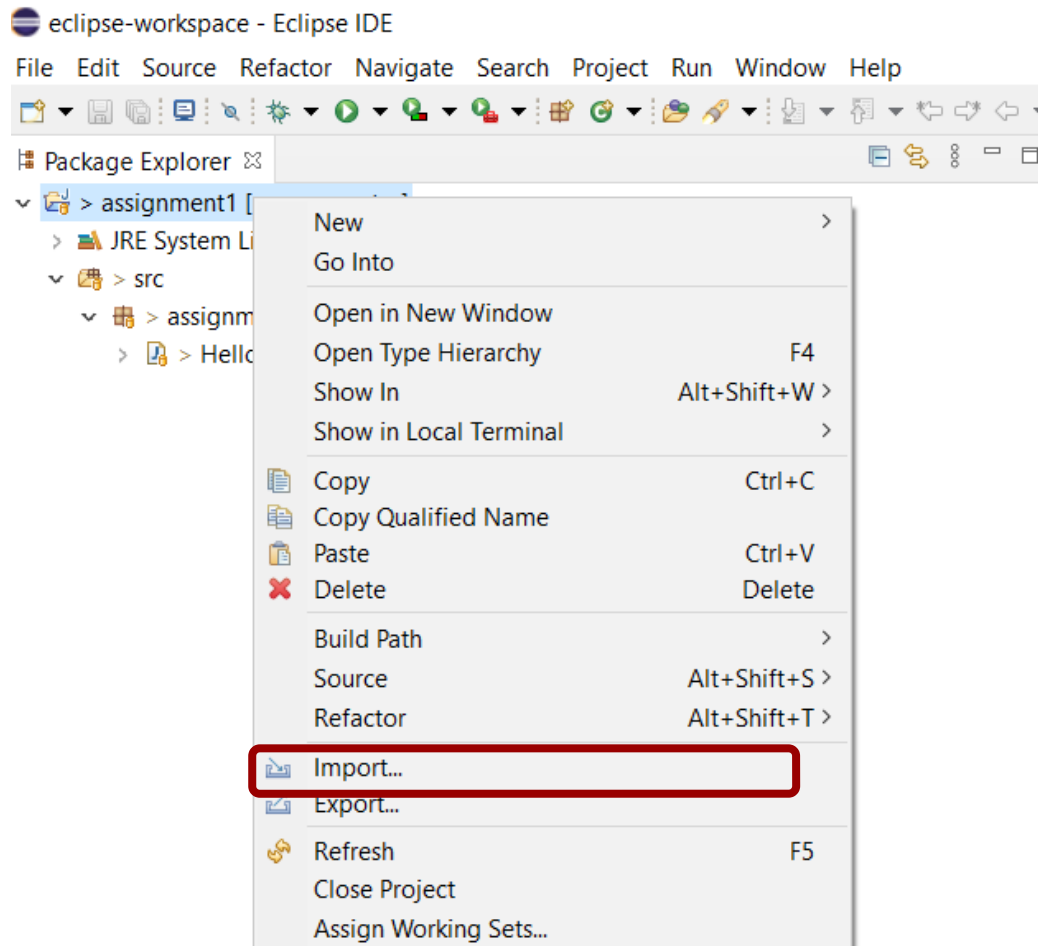 eclipse-workspace - Eclipse IDE
File Edit Source Refactor Navigate Search Project Run Window Help
Package Explorer
> assignment1 [
JRE System Li
> src
> assignm
> Hello
New
Go Into
Open in New Window
Open Type Hierarchy F4
Show In Alt+Shift+W >
Show in Local Terminal
Copy Ctrl+C
Copy Qualified Name
Paste Ctrl+V
Delete Delete
Build Path
Source Alt+Shift+S >
Refactor Alt+Shift+T >
Import...
Export...
Refresh F5
Close Project
Assign Working Sets...